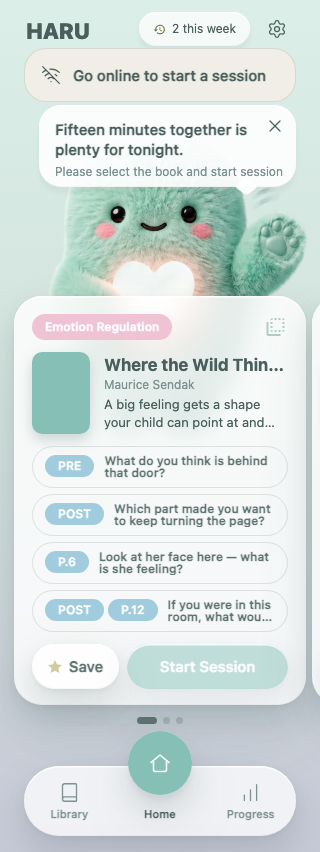 HARU
2 this week
Go online to start a session
Fifteen minutes together is
plenty for tonight.
Please select the book and start session
Emotion Regulation
Where the Wild Thin...
Maurice Sendak
A big feeling gets a shape
your child can point at and...
PRE
What do you think is behind
that door?
POST
Which part made you want
to keep turning the page?
P.6
Look at her face here — what
is she feeling?
POST P.12
If you were in this
room, what wou...
Save
Start Session
Library
Home
Progress